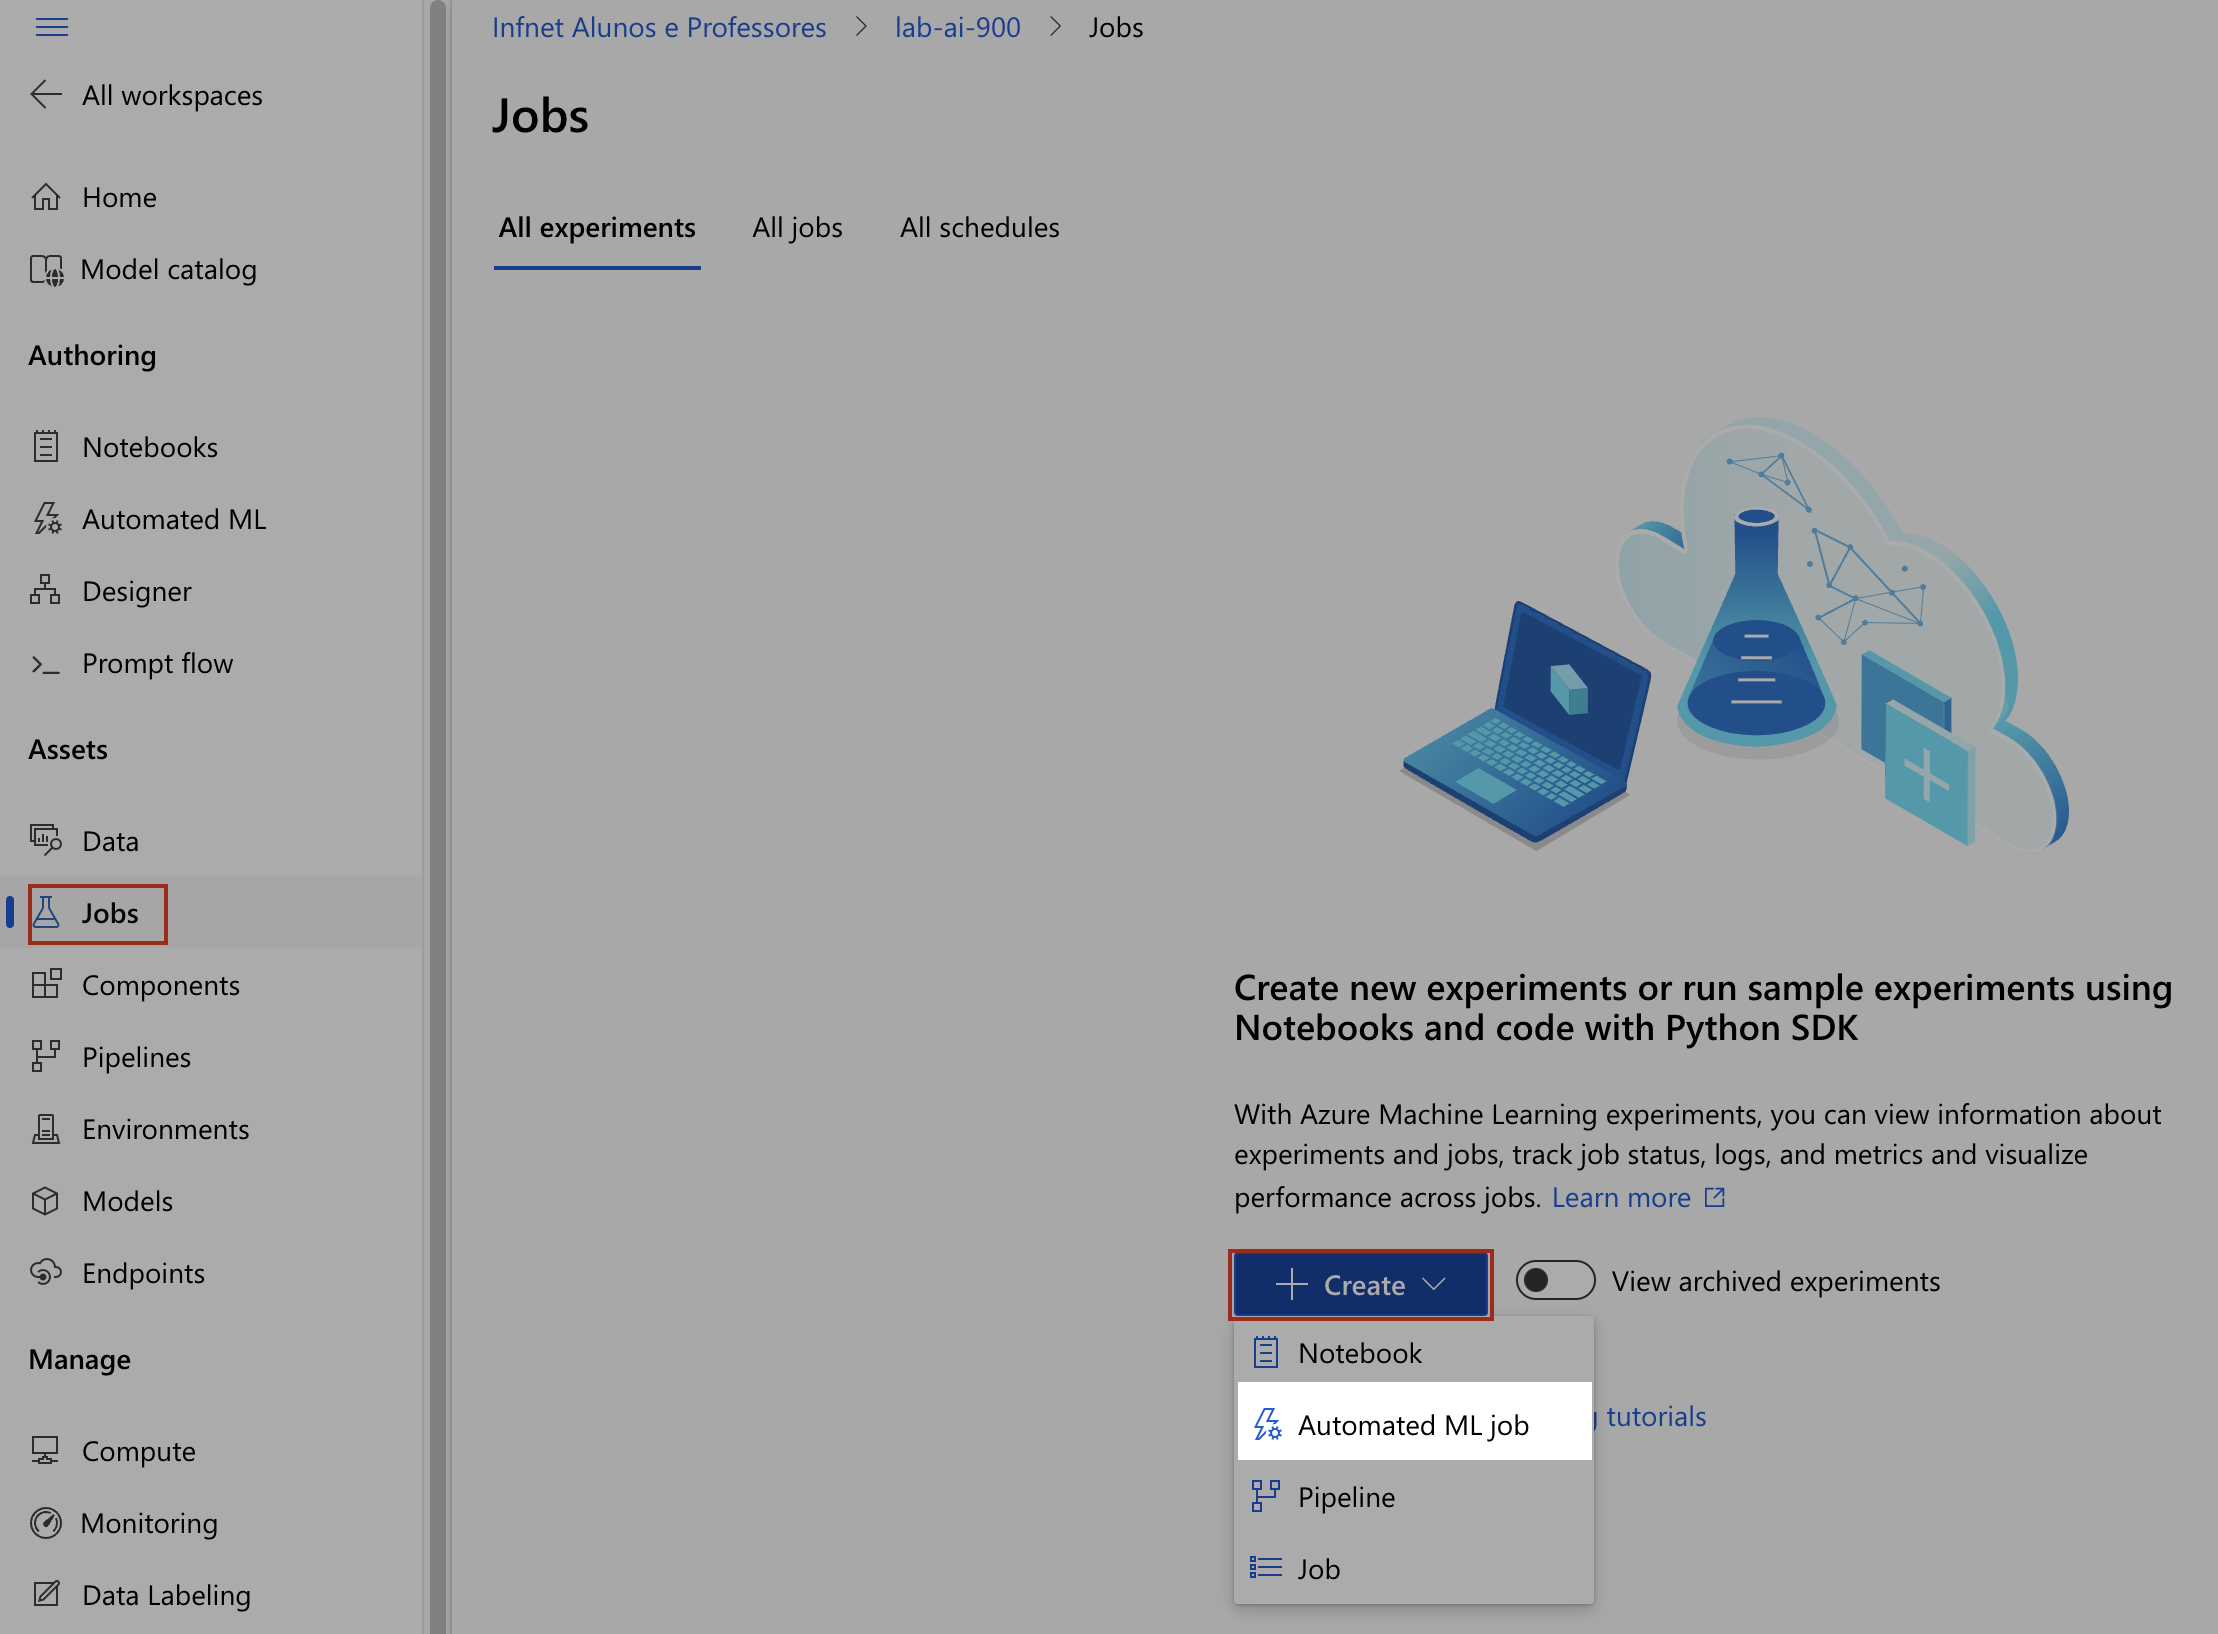 Infnet Alunos e Professores > lab-ai-900 > Jobs
All workspaces
Home
Model catalog
Authoring
Notebooks
Automated ML
Designer
Prompt flow
Assets
Data
Jobs
Components
Pipelines
Environments
Models
Endpoints
Manage
Compute
Monitoring
Data Labeling
Jobs
All experiments
All jobs
All schedules
Create new experiments or run sample experiments using
Notebooks and code with Python SDK
With Azure Machine Learning experiments, you can view information about
experiments and jobs, track job status, logs, and metrics and visualize
performance across jobs. Learn more
Create
View archived experiments
Notebook
Automated ML job
tutorials
Pipeline
Job